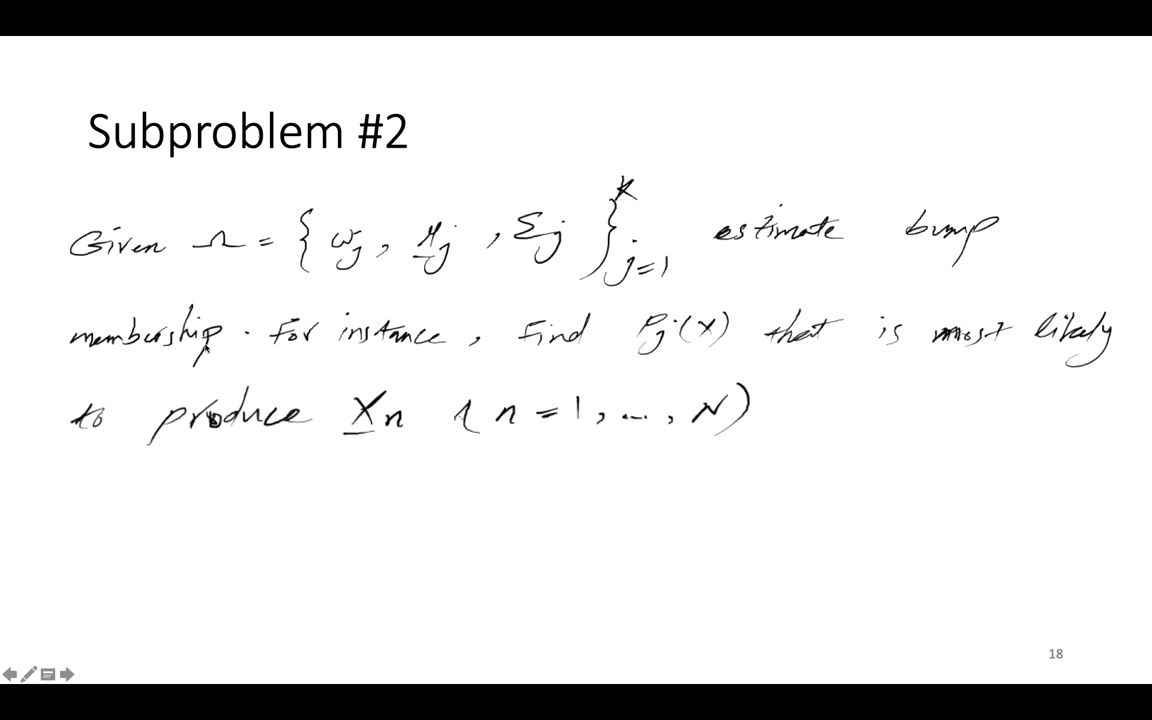 Subproblem #2
Given Ω = { ωj , μj , Σj }j=1^K estimate bump
membership. For instance, Find Pj(x) that is most likely
to produce Xn (n = 1, ... , N)
18